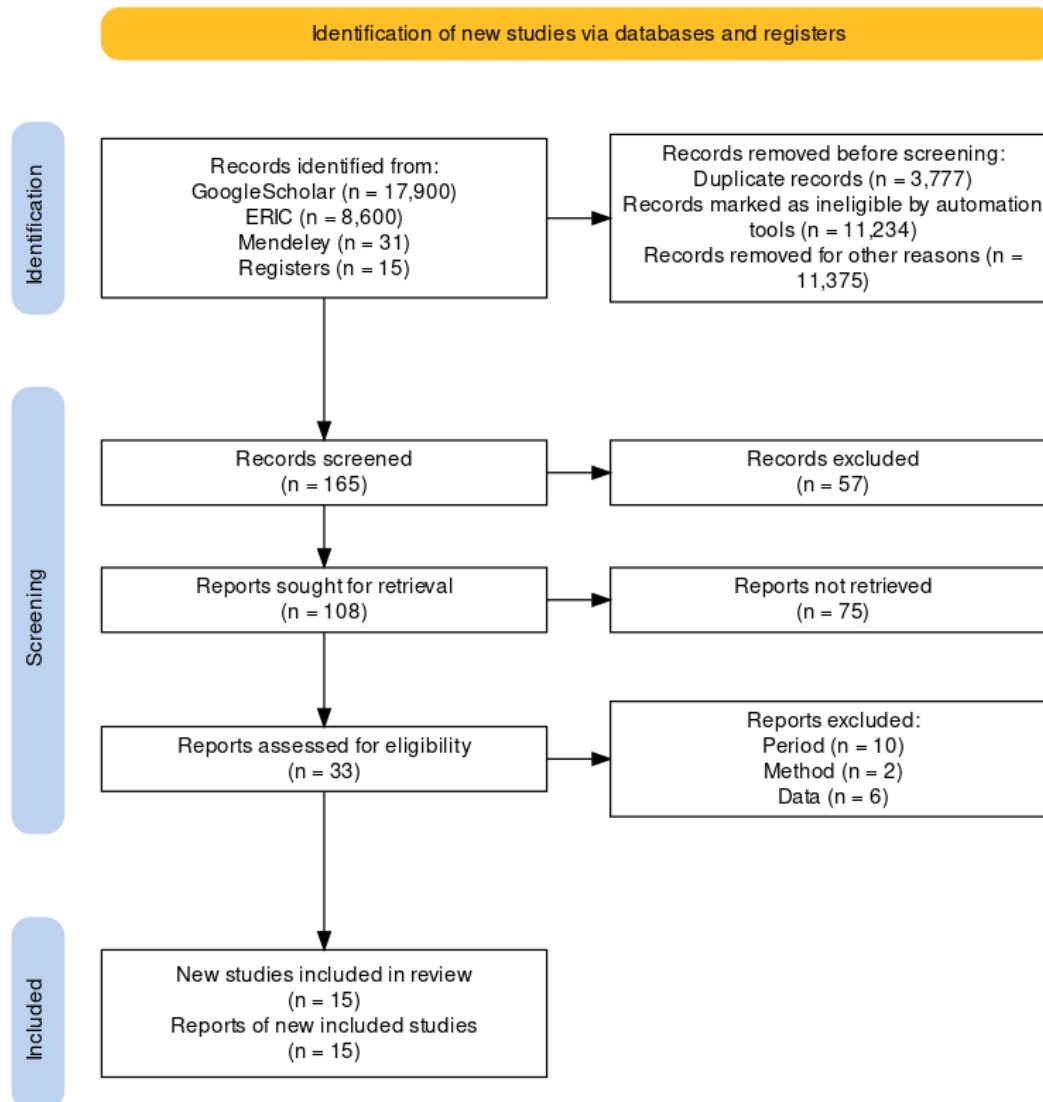 Identification of new studies via databases and registers
Identification
Records identified from:
GoogleScholar (n = 17,900)
ERIC (n = 8,600)
Mendeley (n = 31)
Registers (n = 15)
Records removed before screening:
Duplicate records (n = 3,777)
Records marked as ineligible by automation
tools (n = 11,234)
Records removed for other reasons (n =
11,375)
Screening
Records screened
(n = 165)
Records excluded
(n = 57)
Reports sought for retrieval
(n = 108)
Reports not retrieved
(n = 75)
Reports assessed for eligibility
(n = 33)
Reports excluded:
Period (n = 10)
Method (n = 2)
Data (n = 6)
Included
New studies included in review
(n = 15)
Reports of new included studies
(n = 15)